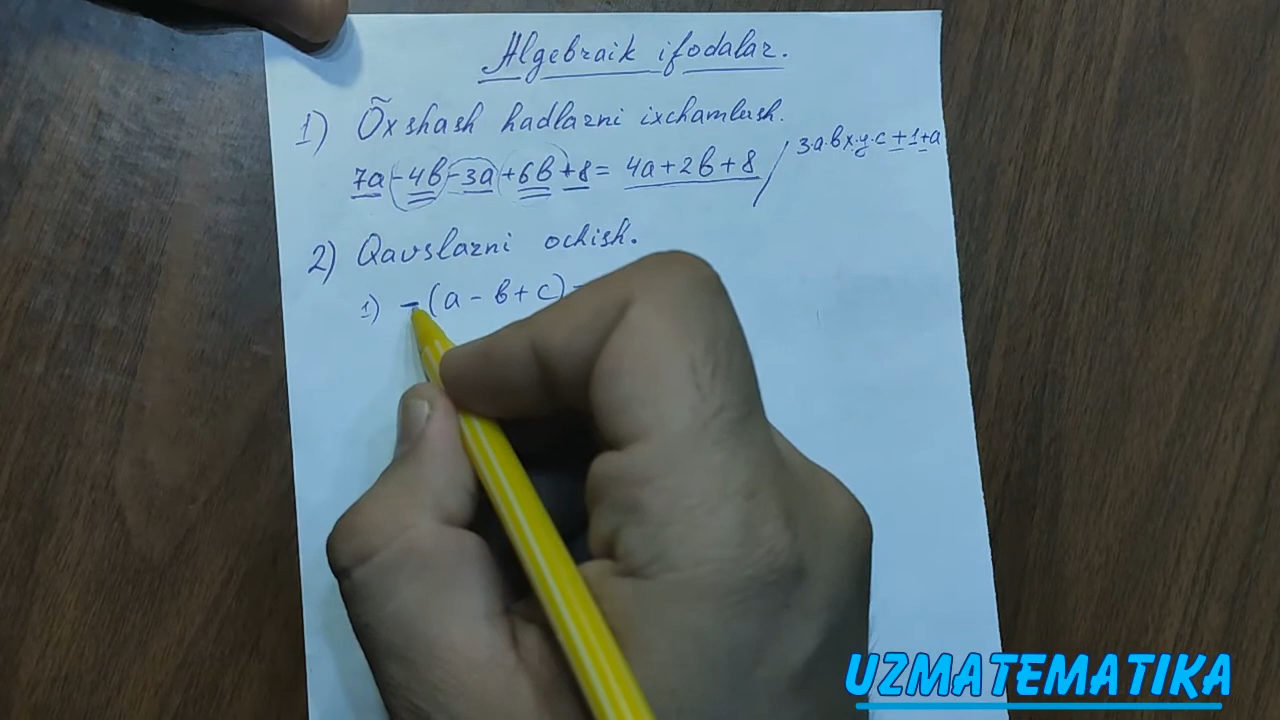 Algebraik ifodalar.
1) Õxshash hadlarni ixchamlash.
7a-4b-3a+6b+8= 4a+2b+8 / 3·a·bx·y·c+1+a
2) Qavslarni ochish.
1) -(a-b+c)=
UZMATEMATIKA